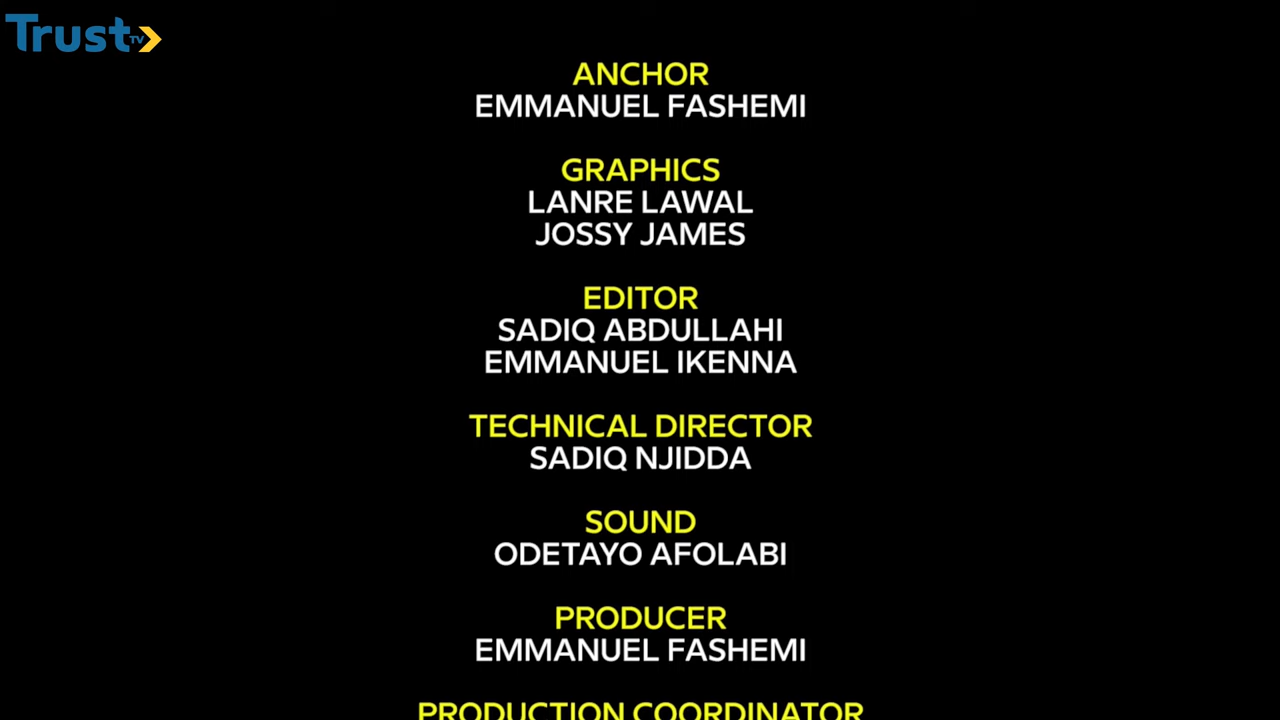 Trust TV
ANCHOR
EMMANUEL FASHEMI
GRAPHICS
LANRE LAWAL
JOSSY JAMES
EDITOR
SADIQ ABDULLAHI
EMMANUEL IKENNA
TECHNICAL DIRECTOR
SADIQ NJIDDA
SOUND
ODETAYO AFOLABI
PRODUCER
EMMANUEL FASHEMI
PRODUCTION COORDINATOR